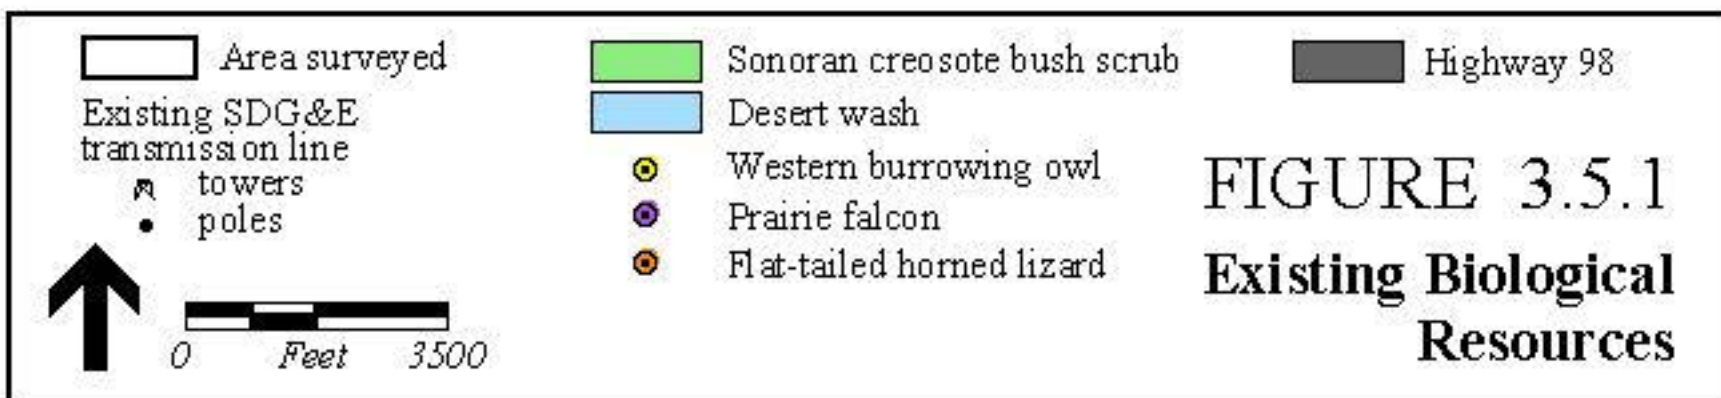 Area surveyed
Existing SDG&E
transmission line
towers
poles
0 Feet 3500
Sonoran creosote bush scrub
Desert wash
Western burrowing owl
Prairie falcon
Flat-tailed horned lizard
Highway 98
FIGURE 3.5.1
Existing Biological
Resources